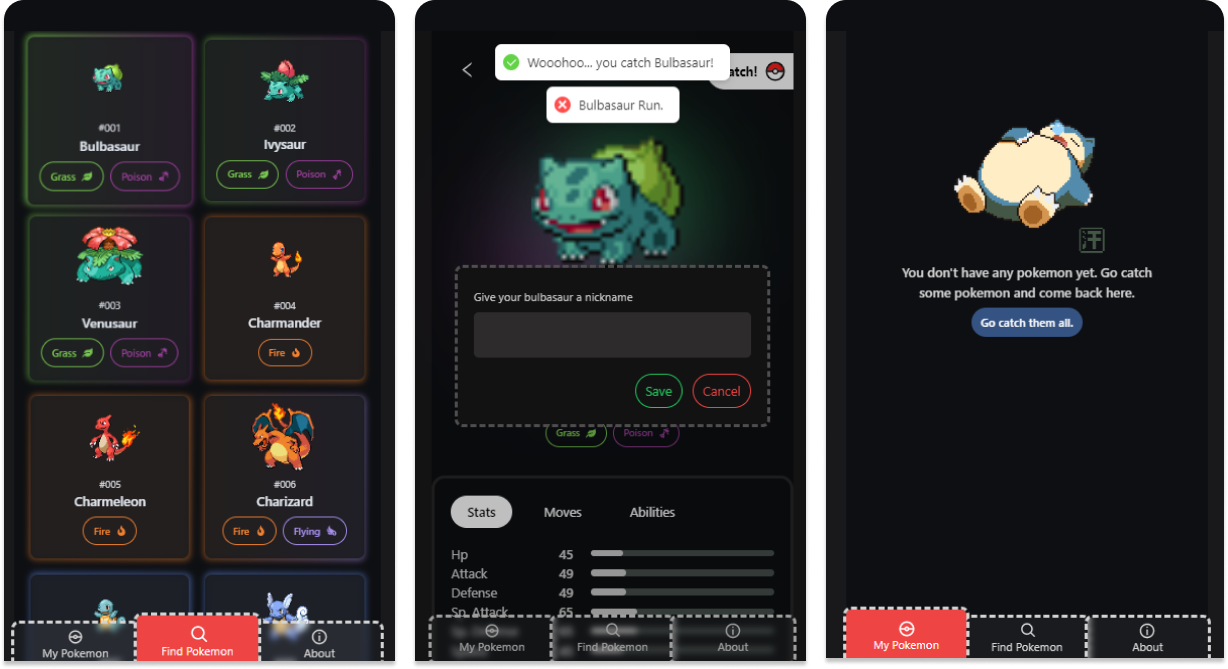 #001
Bulbasaur
Grass
Poison
#002
Ivysaur
Grass
Poison
#003
Venusaur
Grass
Poison
#004
Charmander
Fire
#005
Charmeleon
Fire
#006
Charizard
Fire
Flying
My Pokemon
Find Pokemon
About
Wooohoo... you catch Bulbasaur!
atch!
Bulbasaur Run.
Give your bulbasaur a nickname
Save
Cancel
Grass
Poison
Stats
Moves
Abilities
Hp 45
Attack 49
Defense 49
Sp. Attack 65
My Pokemon
Find Pokemon
About
汗
You don't have any pokemon yet. Go catch
some pokemon and come back here.
Go catch them all.
My Pokemon
Find Pokemon
About